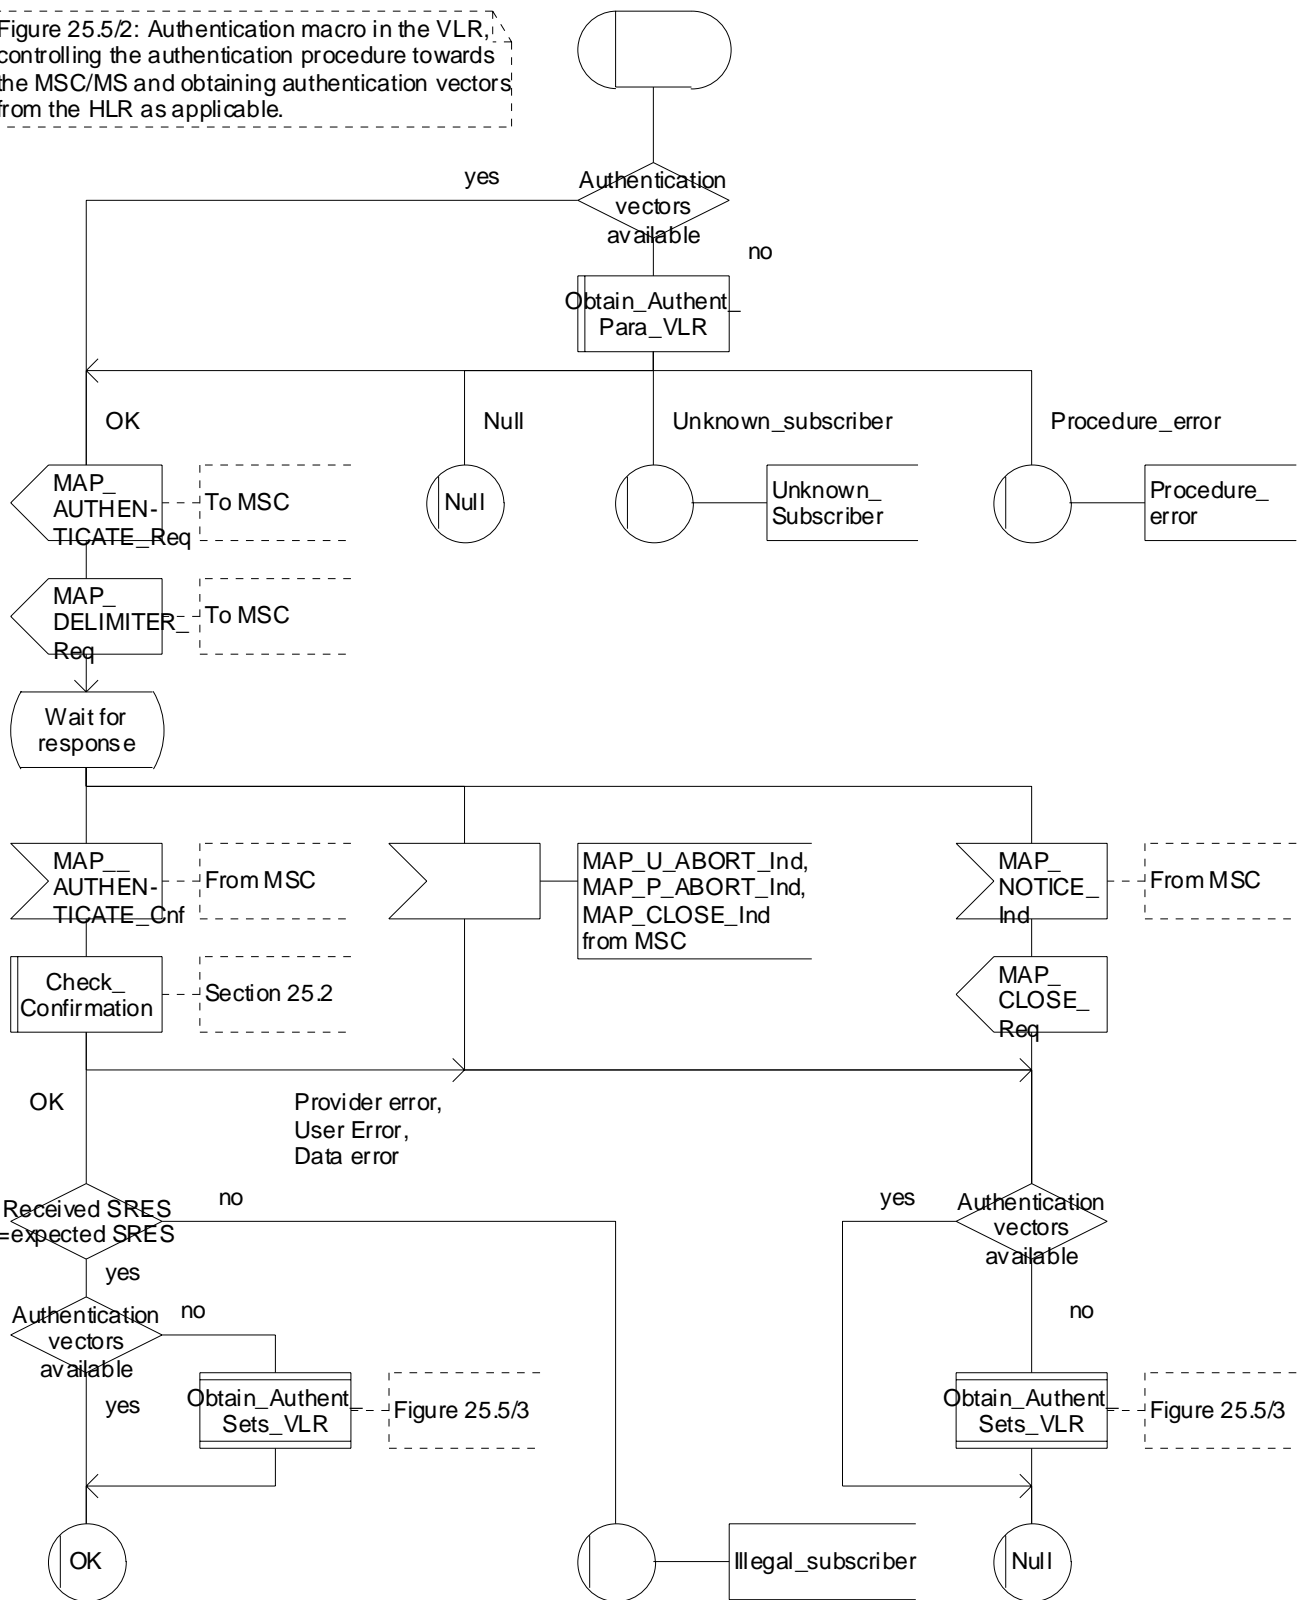 Figure 25.5/2: Authentication macro in the VLR,
controlling the authentication procedure towards
the MSC/MS and obtaining authentication vectors
from the HLR as applicable.
yes
Authentication
vectors
available
no
Obtain_Authent_
Para_VLR
OK
Null
Unknown_subscriber
Procedure_error
MAP_
AUTHEN-
TICATE_Req
To MSC
Null
Unknown_
Subscriber
Procedure_
error
MAP_
DELIMITER_
Req
To MSC
Wait for
response
MAP__
AUTHEN-
TICATE_Cnf
From MSC
MAP_U_ABORT_Ind,
MAP_P_ABORT_Ind,
MAP_CLOSE_Ind
from MSC
MAP_
NOTICE_
Ind
From MSC
Check_
Confirmation
Section 25.2
MAP_
CLOSE_
Req
OK
Provider error,
User Error,
Data error
Received SRES
=expected SRES
no
yes
yes
Authentication
vectors
available
no
Authentication
vectors
available
no
yes
Obtain_Authent_
Sets_VLR
Figure 25.5/3
Obtain_Authent_
Sets_VLR
Figure 25.5/3
OK
Illegal_subscriber
Null